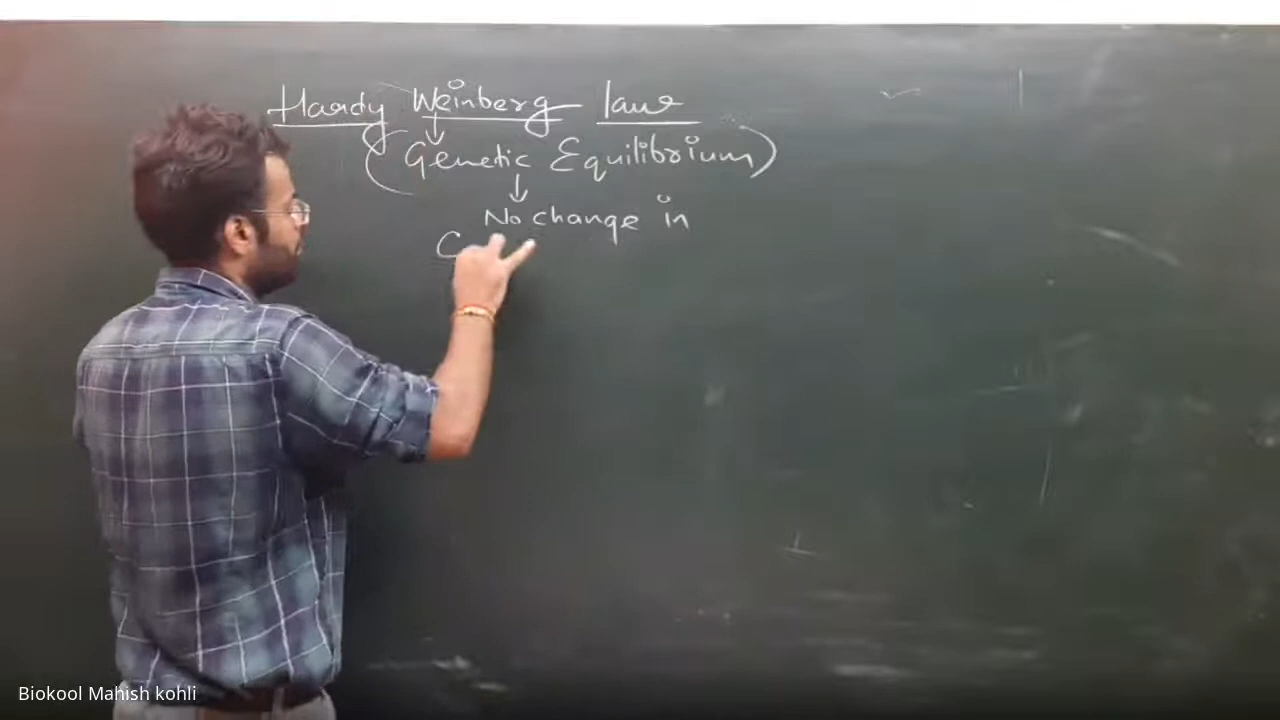 Hardy Weinberg law
(Genetic Equilibrium)
No change in
G
Biokool Mahish kohli